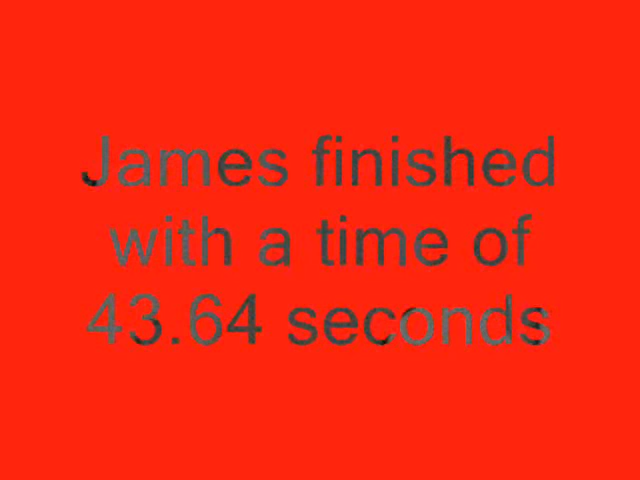 James finished
with a time of
43.64 seconds